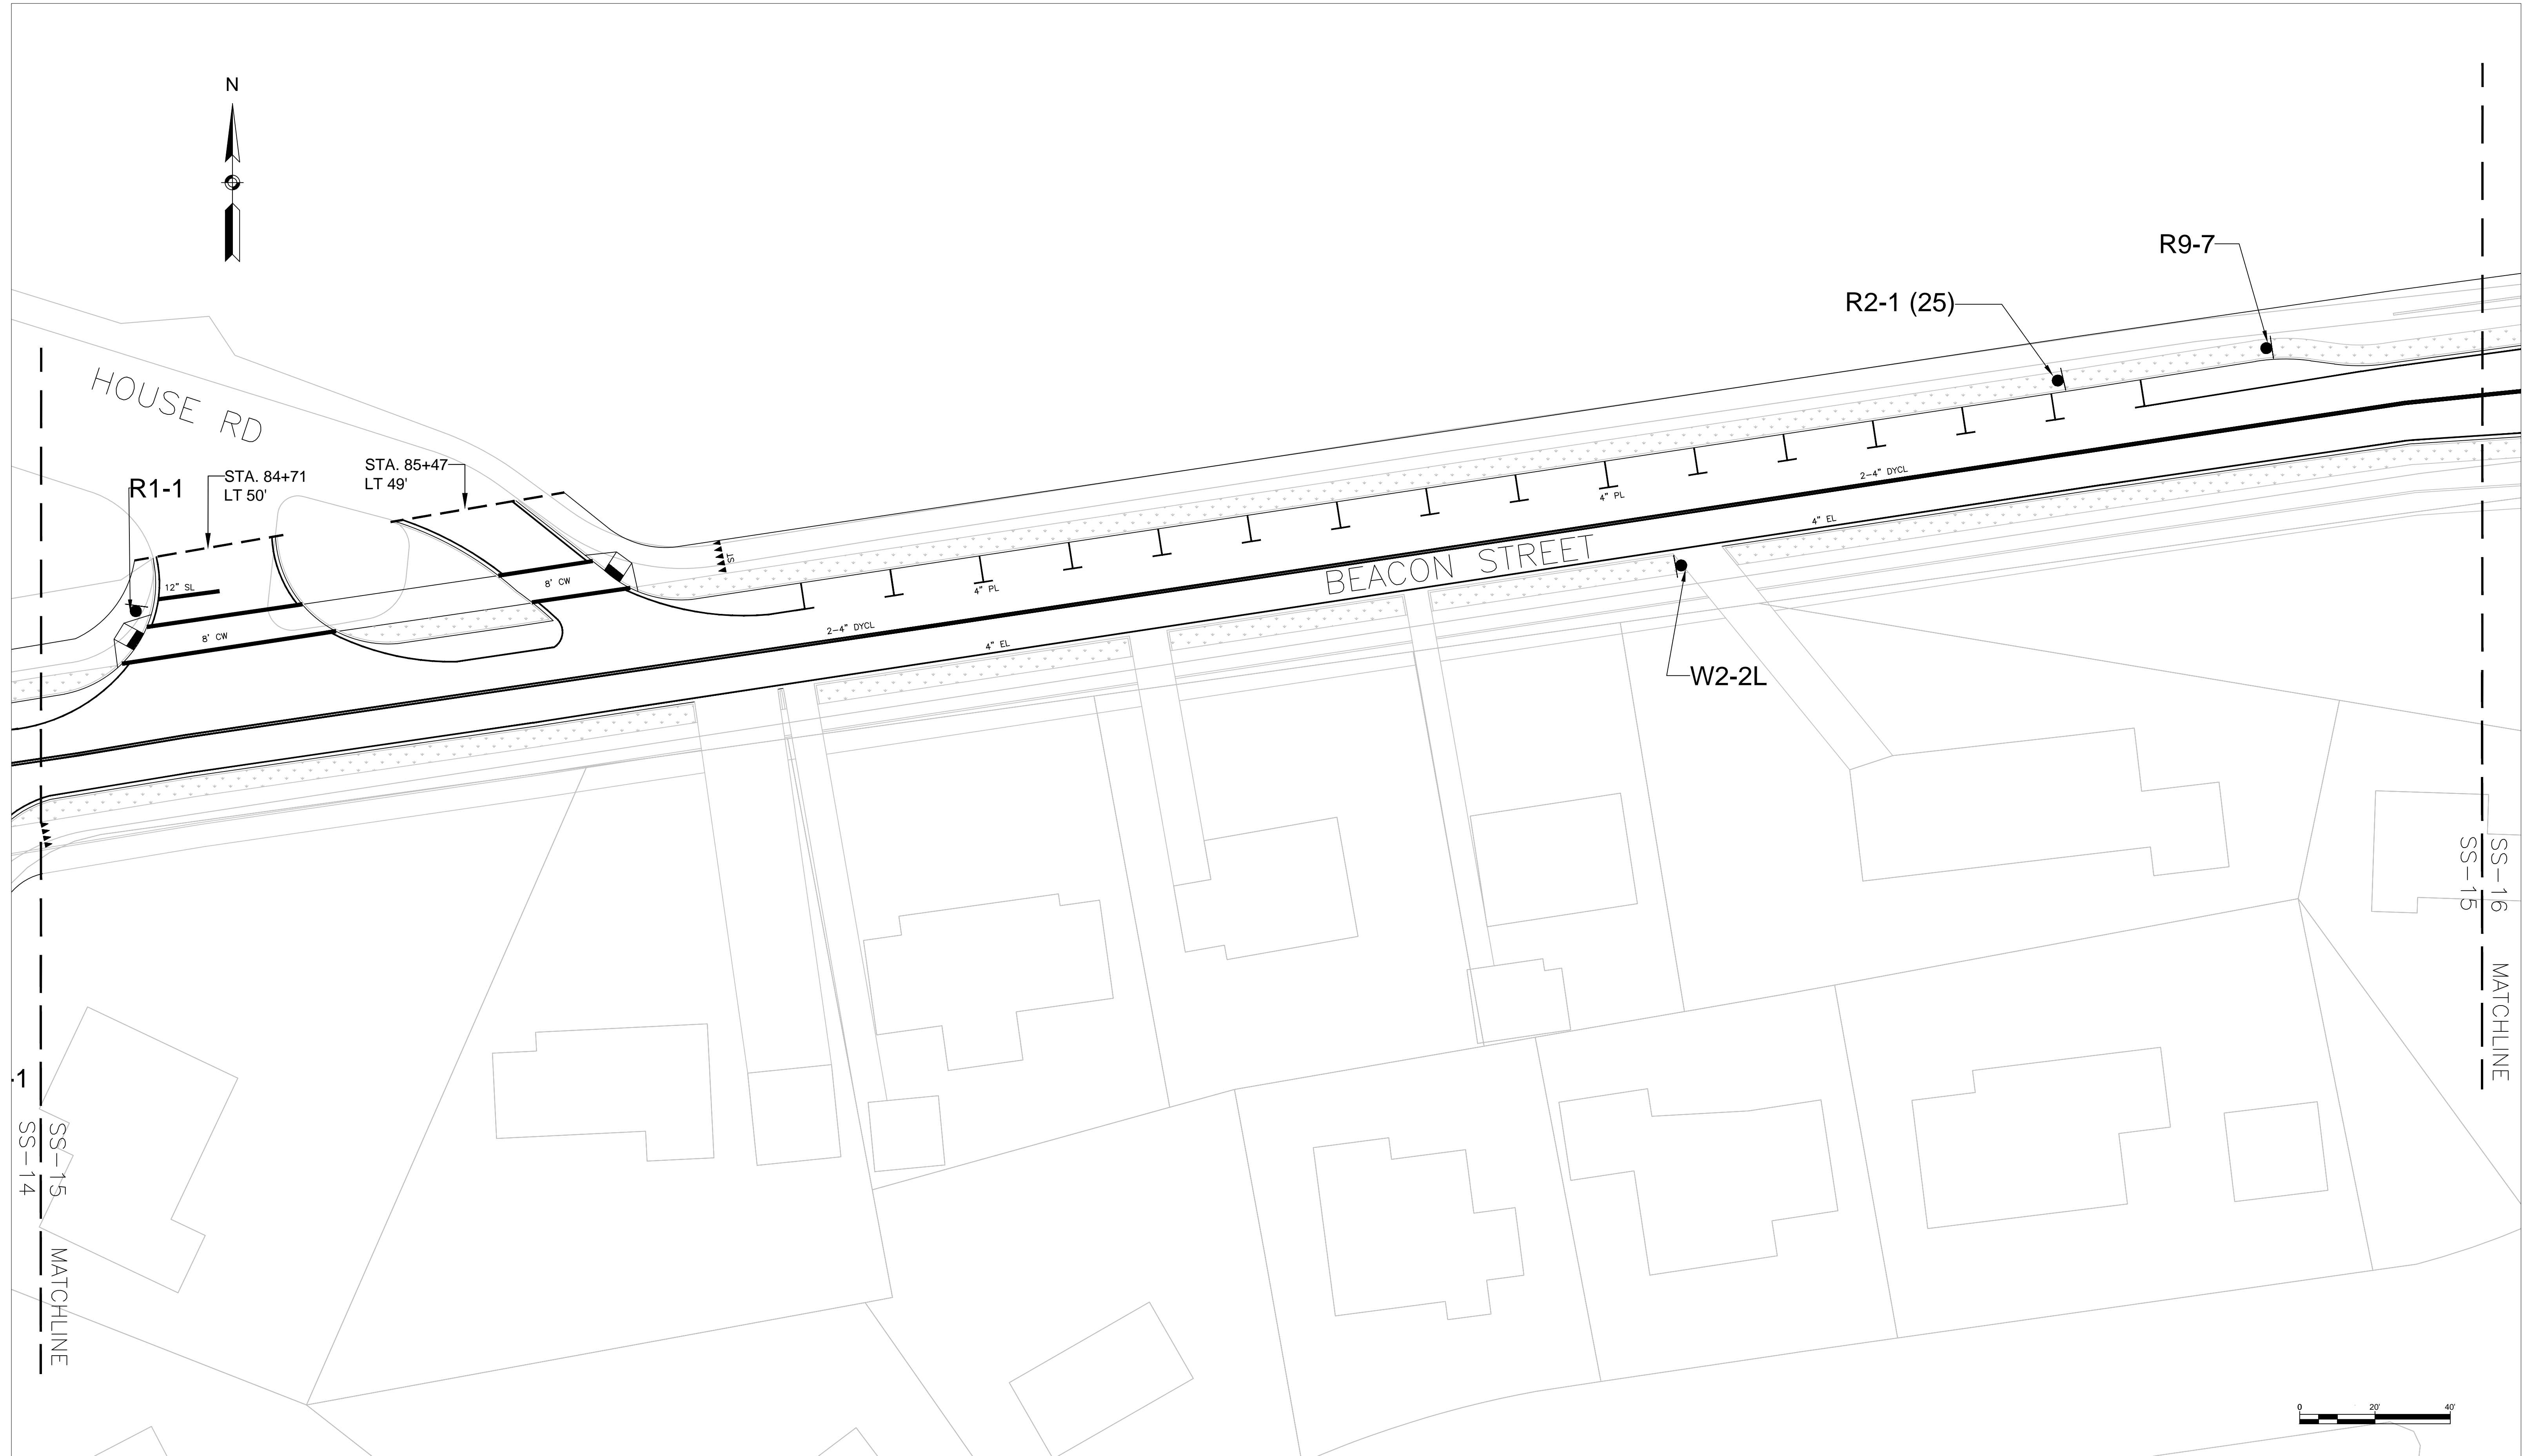 N
R9-7
R2-1 (25)
HOUSE RD
STA. 85+47
LT 49'
STA. 84+71
LT 50'
R1-1
12" SL
8' CW
8' CW
ST
4" PL
4" PL
2-4" DYCL
2-4" DYCL
4" EL
4" EL
BEACON STREET
W2-2L
SS-16
SS-15
MATCHLINE
-1
SS-15
SS-14
MATCHLINE
0 20' 40'